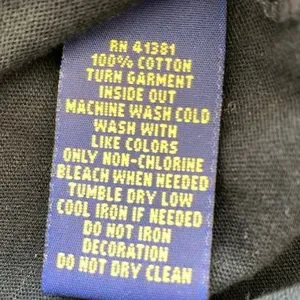 RN 41381
100% COTTON
TURN GARMENT
INSIDE OUT
MACHINE WASH COLD
WASH WITH
LIKE COLORS
ONLY NON-CHLORINE
BLEACH WHEN NEEDED
TUMBLE DRY LOW
COOL IRON IF NEEDED
DO NOT IRON
DECORATION
DO NOT DRY CLEAN